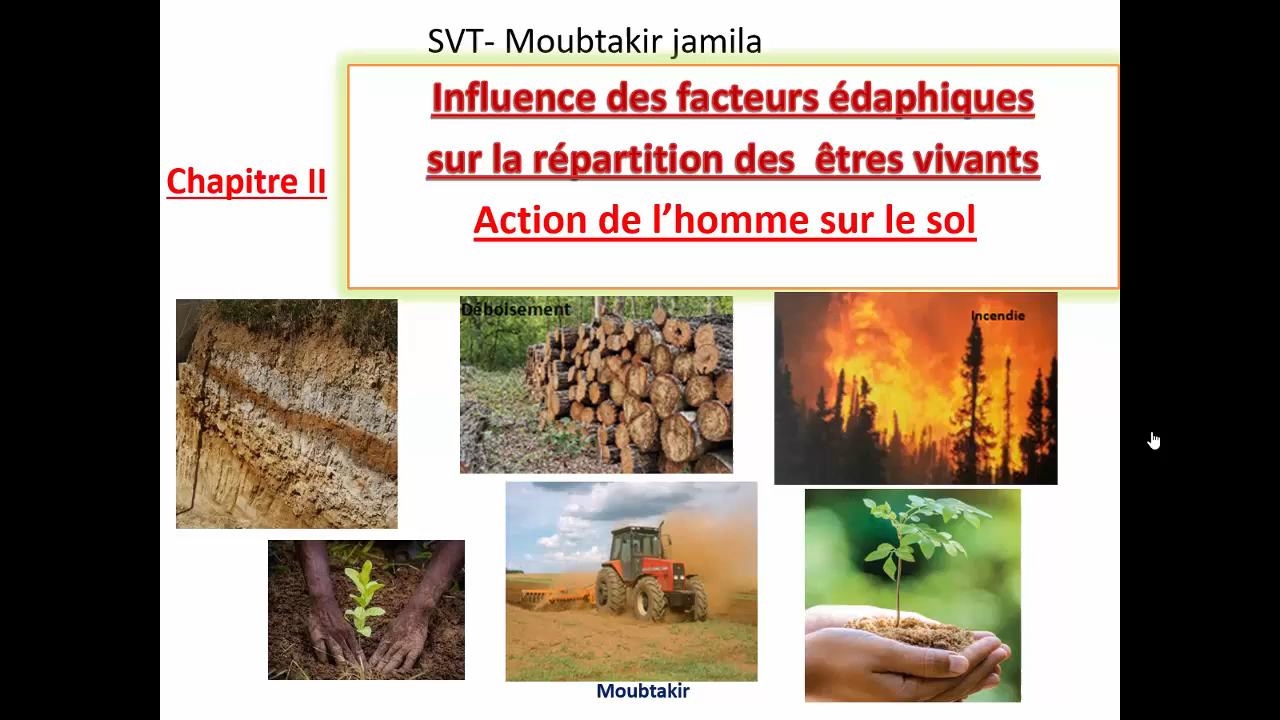 SVT- Moubtakir jamila
Influence des facteurs édaphiques
sur la répartition des êtres vivants
Chapitre II
Action de l'homme sur le sol
Déboisement
Incendie
Moubtakir